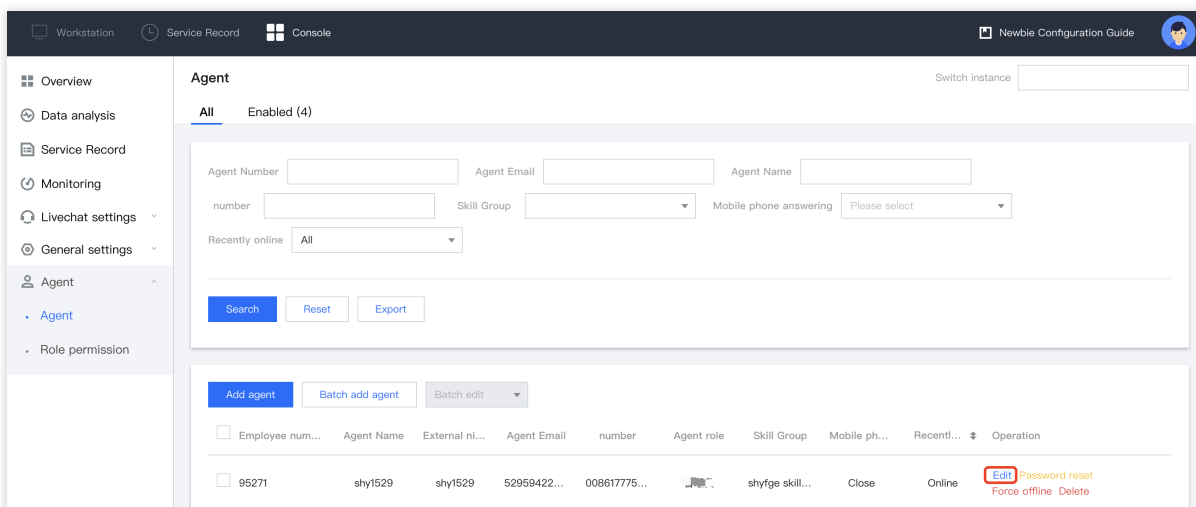 Workstation Service Record Console Newbie Configuration Guide
Overview
Data analysis
Service Record
Monitoring
Livechat settings
General settings
Agent
Agent
Role permission
Agent Switch instance
All Enabled (4)
Agent Number Agent Email Agent Name
number Skill Group Mobile phone answering Please select
Recently online All
Search Reset Export
Add agent Batch add agent Batch edit
Employee num... Agent Name External ni... Agent Email number Agent role Skill Group Mobile ph... Recentl... Operation
95271 shy1529 shy1529 52959422... 008617775... shyfge skill... Close Online Edit Password reset
Force offline Delete